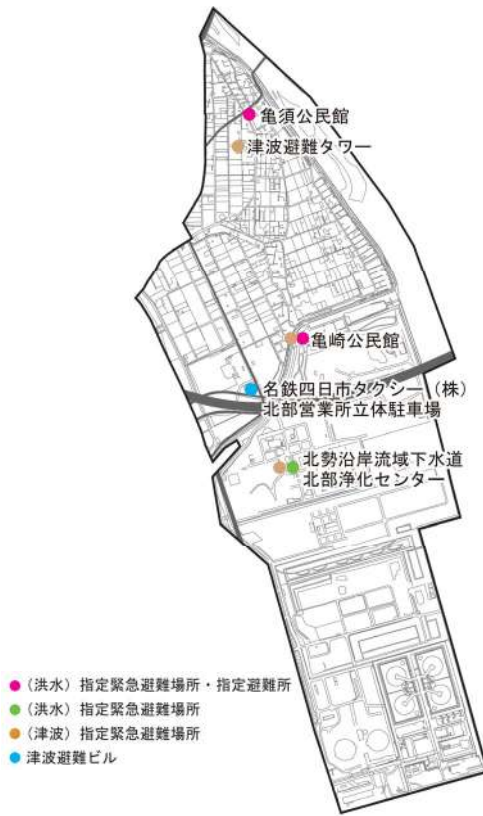 亀須公民館
津波避難タワー
亀崎公民館
名鉄四日市タクシー（株）
北部営業所立体駐車場
北勢沿岸流域下水道
北部浄化センター
（洪水）指定緊急避難場所・指定避難所
（洪水）指定緊急避難場所
（津波）指定緊急避難場所
津波避難ビル